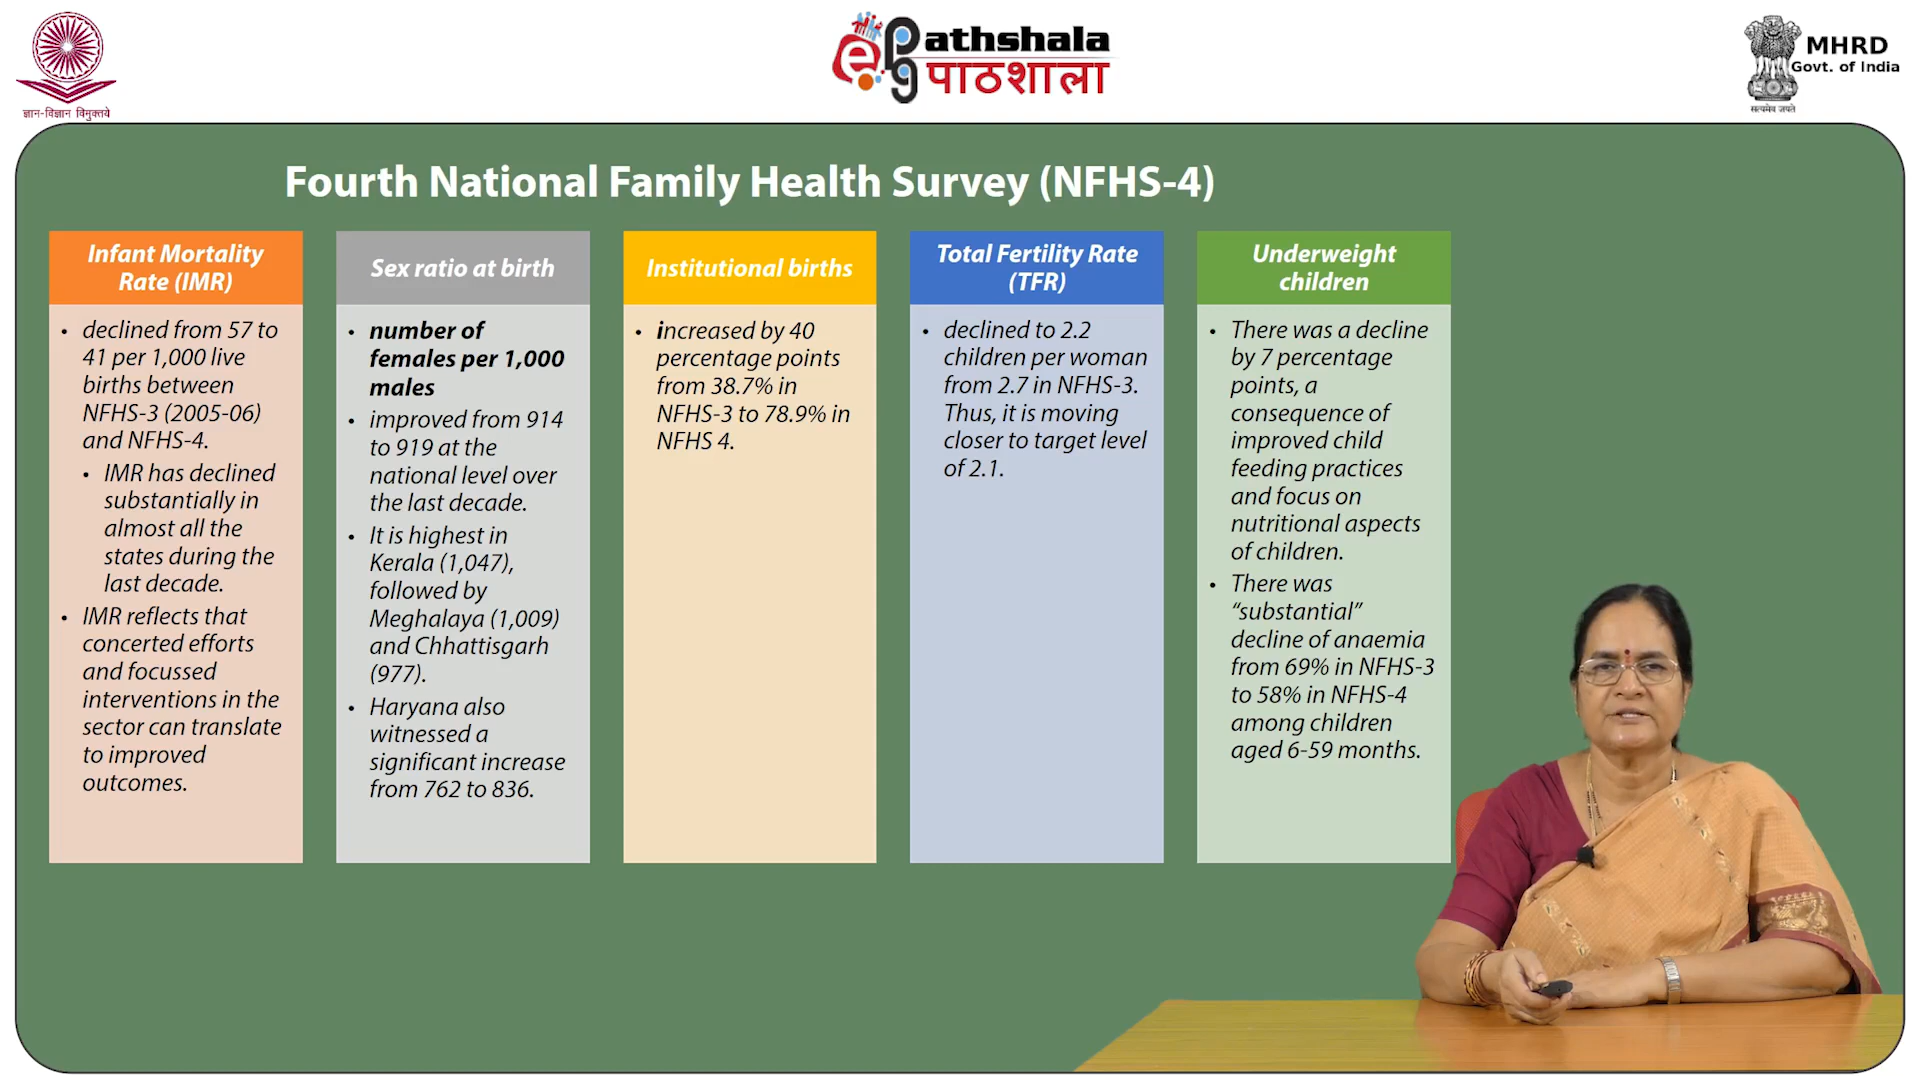 ज्ञान-विज्ञान विमुक्तये
e Pg athshala
पाठशाला
MHRD
Govt. of India
सत्यमेव जयते
Fourth National Family Health Survey (NFHS-4)
Infant Mortality
Rate (IMR)
• declined from 57 to
41 per 1,000 live
births between
NFHS-3 (2005-06)
and NFHS-4.
• IMR has declined
substantially in
almost all the
states during the
last decade.
• IMR reflects that
concerted efforts
and focussed
interventions in the
sector can translate
to improved
outcomes.
Sex ratio at birth
• number of
females per 1,000
males
• improved from 914
to 919 at the
national level over
the last decade.
• It is highest in
Kerala (1,047),
followed by
Meghalaya (1,009)
and Chhattisgarh
(977).
• Haryana also
witnessed a
significant increase
from 762 to 836.
Institutional births
• increased by 40
percentage points
from 38.7% in
NFHS-3 to 78.9% in
NFHS 4.
Total Fertility Rate
(TFR)
• declined to 2.2
children per woman
from 2.7 in NFHS-3.
Thus, it is moving
closer to target level
of 2.1.
Underweight
children
• There was a decline
by 7 percentage
points, a
consequence of
improved child
feeding practices
and focus on
nutritional aspects
of children.
• There was
“substantial”
decline of anaemia
from 69% in NFHS-3
to 58% in NFHS-4
among children
aged 6-59 months.